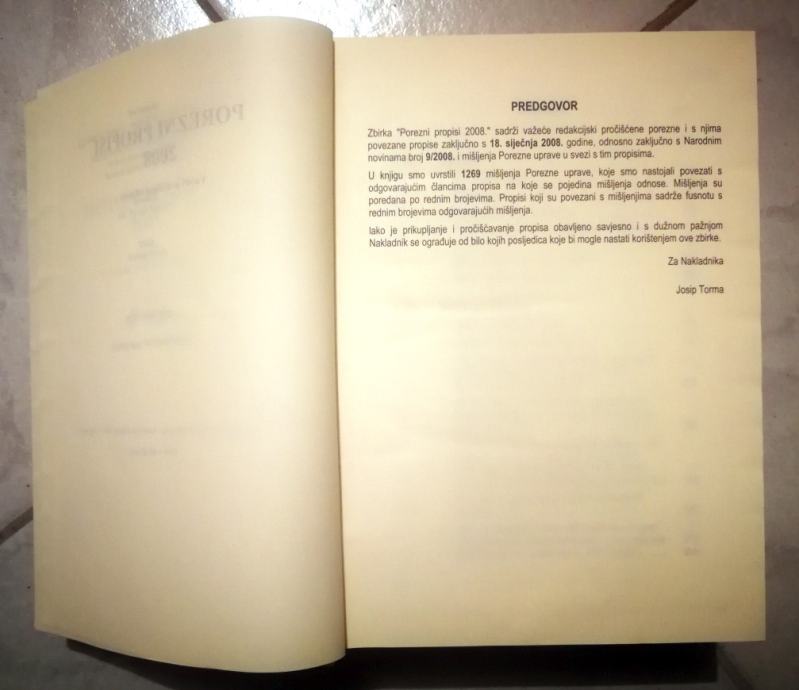 POREZNI PROPISI
2008
PREDGOVOR
Zbirka "Porezni propisi 2008." sadrži važeće redakcijski pročišćene porezne i s njima
povezane propise zaključno s 18. siječnja 2008. godine, odnosno zaključno s Narodnim
novinama broj 9/2008. i mišljenja Porezne uprave u svezi s tim propisima.
U knjigu smo uvrstili 1269 mišljenja Porezne uprave, koje smo nastojali povezati s
odgovarajućim člancima propisa na koje se pojedina mišljenja odnose. Mišljenja su
poredana po rednim brojevima. Propisi koji su povezani s mišljenjima sadrže fusnotu s
rednim brojevima odgovarajućih mišljenja.
Iako je prikupljanje i pročišćavanje propisa obavljeno savjesno i s dužnom pažnjom
Nakladnik se ograđuje od bilo kojih posljedica koje bi mogle nastati korištenjem ove zbirke.
Za Nakladnika
Josip Torma